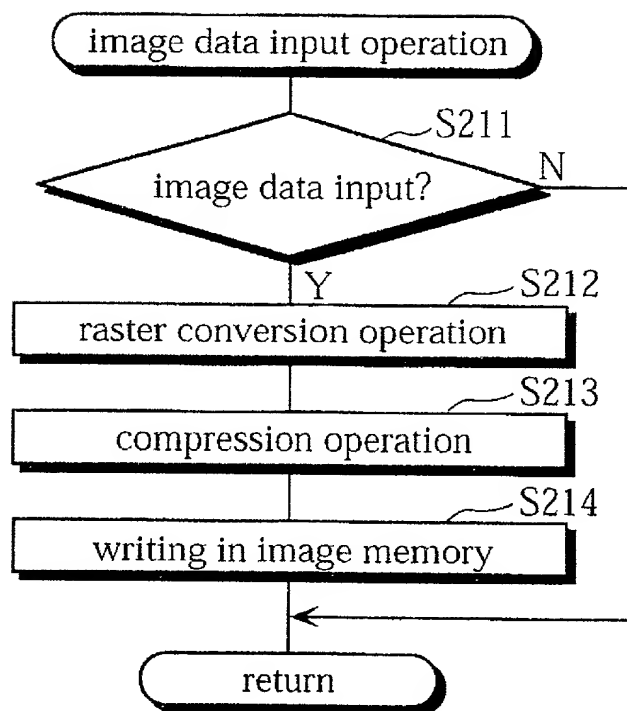 image data input operation
S211
image data input?
N
Y
S212
raster conversion operation
S213
compression operation
S214
writing in image memory
return